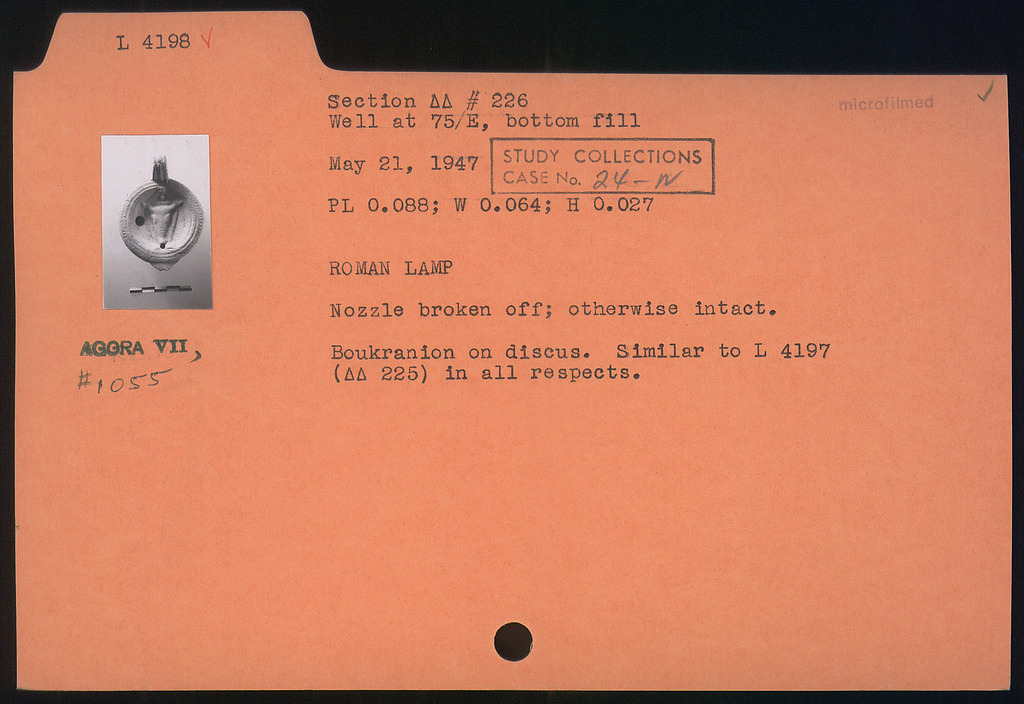 L 4198 √
Section ΔΔ # 226
Well at 75/E, bottom fill
microfilmed ✓
May 21, 1947
STUDY COLLECTIONS
CASE No. 24-N
PL 0.088; W 0.064; H 0.027
ROMAN LAMP
Nozzle broken off; otherwise intact.
Boukranion on discus. Similar to L 4197
(ΔΔ 225) in all respects.
AGORA VII,
#1055